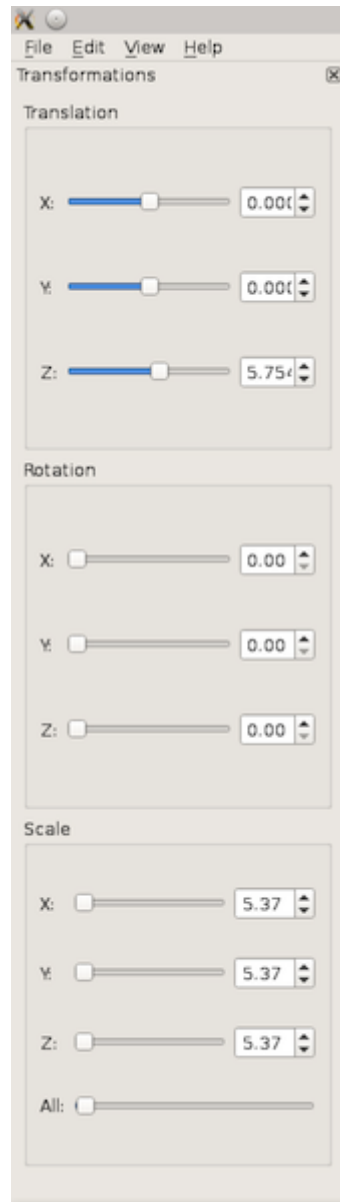 File Edit View Help
Transformations
Translation
X: 0.000
Y: 0.000
Z: 5.754
Rotation
X: 0.00
Y: 0.00
Z: 0.00
Scale
X: 5.37
Y: 5.37
Z: 5.37
All: